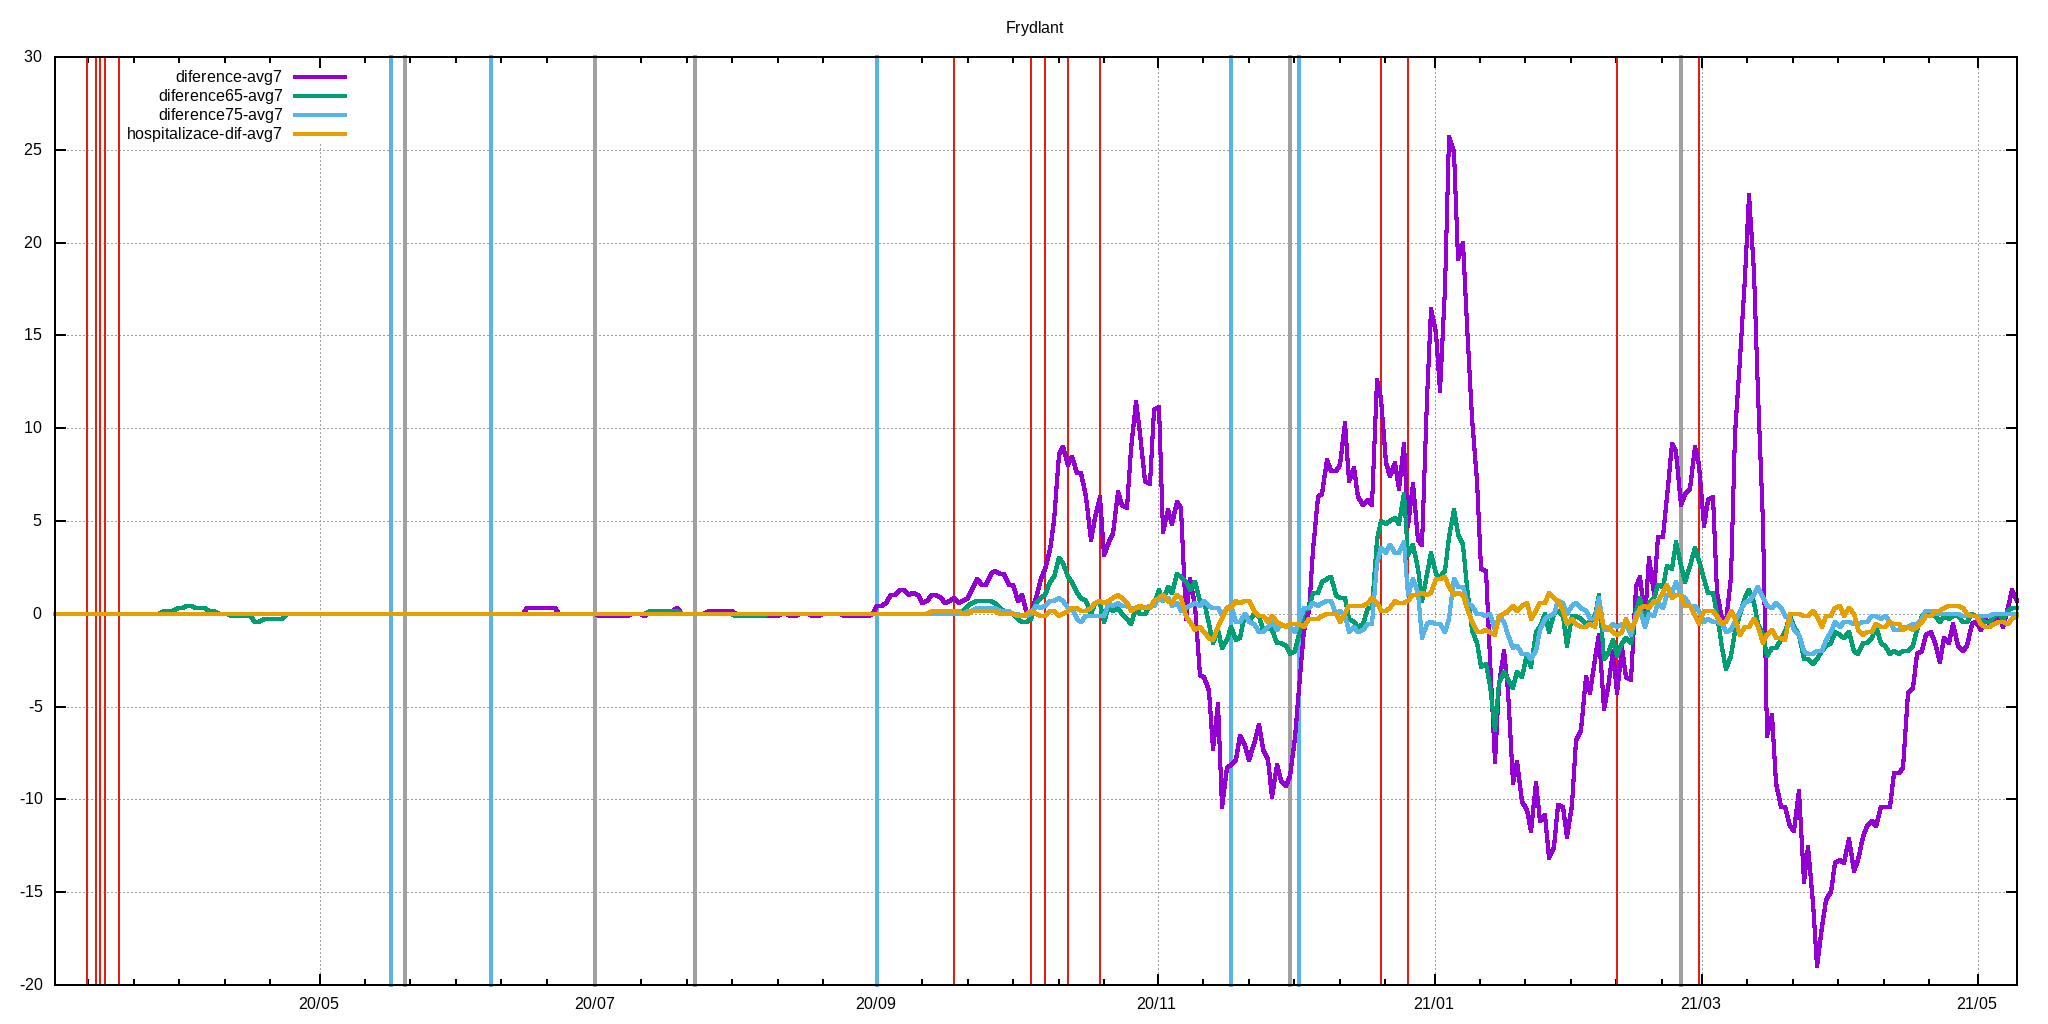 Frydlant
30
diference-avg7
diference65-avg7
diference75-avg7
hospitalizace-dif-avg7
25
20
15
10
5
0
-5
-10
-15
-20
20/05 20/07 20/09 20/11 21/01 21/03 21/05